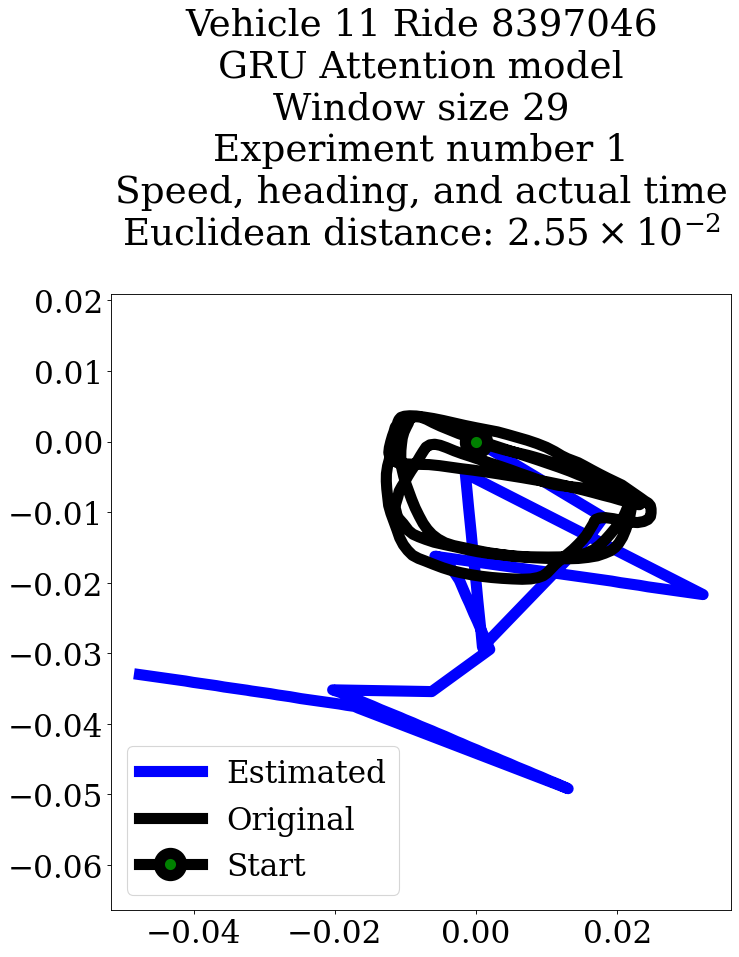 Vehicle 11 Ride 8397046
GRU Attention model
Window size 29
Experiment number 1
Speed, heading, and actual time
Euclidean distance: 2.55 × 10⁻²
0.02
0.01
0.00
−0.01
−0.02
−0.03
−0.04
−0.05
−0.06
Estimated
Original
Start
−0.04 −0.02 0.00 0.02